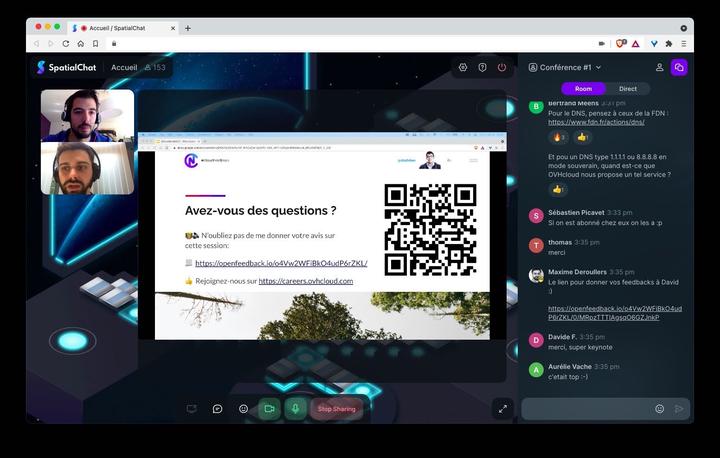 Accueil / SpatialChat
SpatialChat
Accueil
153
Conférence #1
Room
Direct
Bertrand Meens 3:31 pm
Pour le DNS, pensez à ceux de la FDN :
https://www.fdn.fr/actions/dns/
3
1
Et pou un DNS type 1.1.1.1 ou 8.8.8.8 en
mode souverain, quand est-ce que
OVHcloud nous propose un tel service ?
1
S
Sébastien Picavet 3:33 pm
Si on est abonné chez eux on les a :p
T
thomas 3:35 pm
merci
Maxime Deroullers 3:35 pm
Le lien pour donner vos feedbacks à David
:)
https://openfeedback.io/o4Vw2WFiBkO4ud
P6rZKL/0/MRpzTTTIAgsqO6GZJnkP
D
Davide F. 3:35 pm
merci, super keynote
A
Aurélie Vache 3:35 pm
c'etait top :-)
Avez-vous des questions ?
N'oubliez pas de me donner votre avis sur
cette session:
https://openfeedback.io/o4Vw2WFiBkO4udP6rZKL/
Rejoignez-nous sur https://careers.ovhcloud.com
Stop Sharing